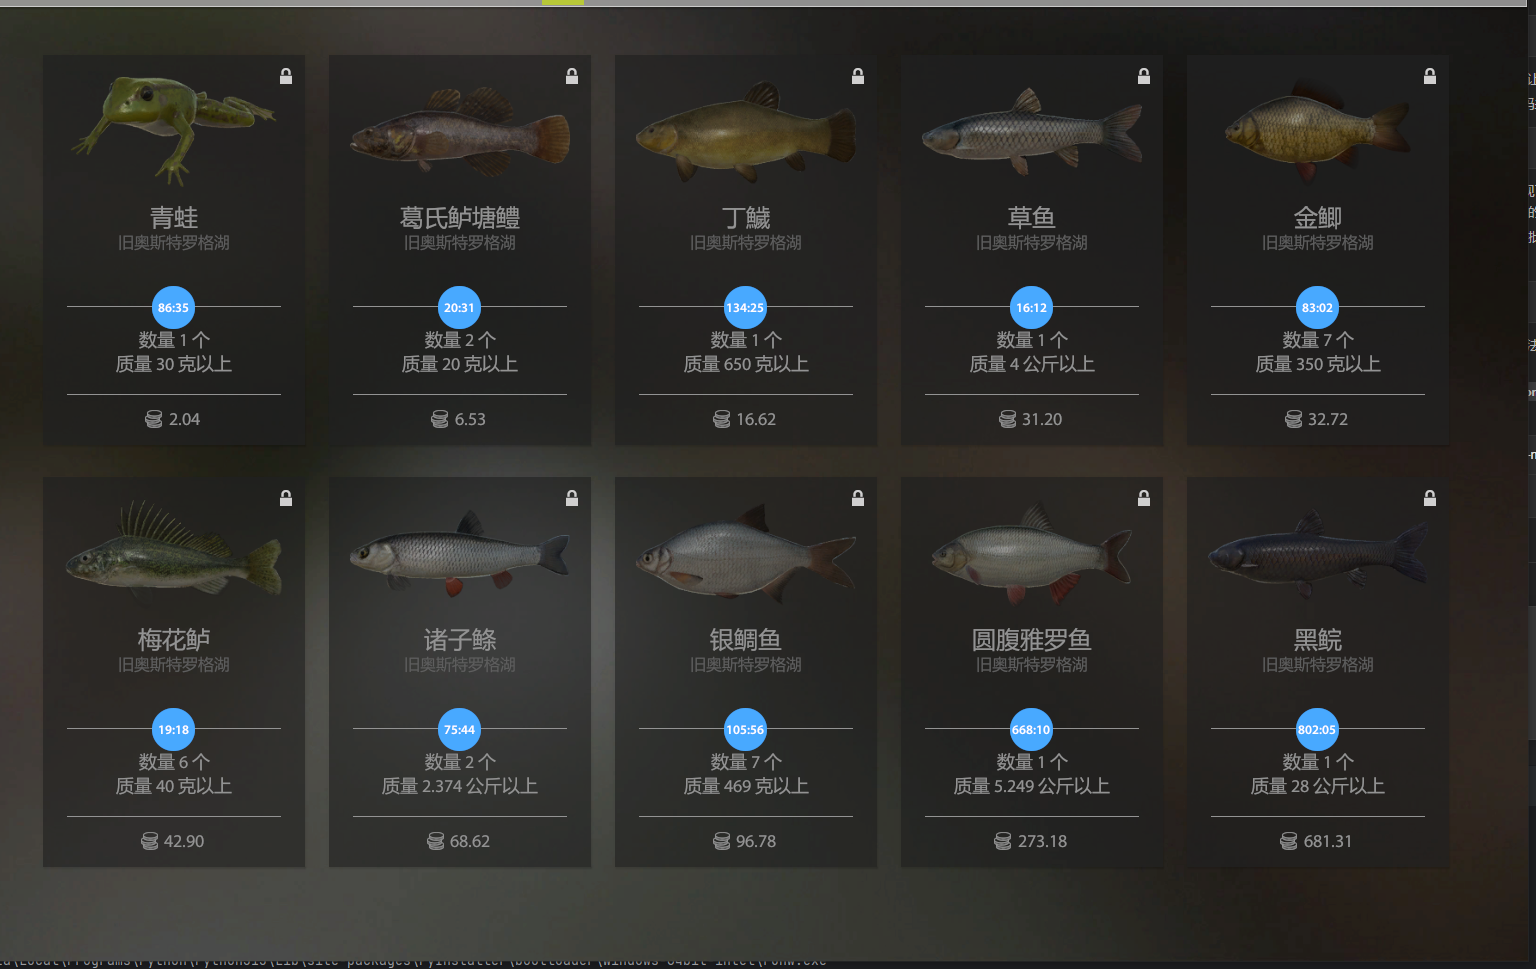 青蛙
旧奥斯特罗格湖
86:35
数量 1 个
质量 30 克以上
2.04
葛氏鲈塘鳢
旧奥斯特罗格湖
20:31
数量 2 个
质量 20 克以上
6.53
丁鱥
旧奥斯特罗格湖
134:25
数量 1 个
质量 650 克以上
16.62
草鱼
旧奥斯特罗格湖
16:12
数量 1 个
质量 4 公斤以上
31.20
金鲫
旧奥斯特罗格湖
83:02
数量 7 个
质量 350 克以上
32.72
梅花鲈
旧奥斯特罗格湖
19:18
数量 6 个
质量 40 克以上
42.90
诸子鲦
旧奥斯特罗格湖
75:44
数量 2 个
质量 2.374 公斤以上
68.62
银鲷鱼
旧奥斯特罗格湖
105:56
数量 7 个
质量 469 克以上
96.78
圆腹雅罗鱼
旧奥斯特罗格湖
668:10
数量 1 个
质量 5.249 公斤以上
273.18
黑鲩
旧奥斯特罗格湖
802:05
数量 1 个
质量 28 公斤以上
681.31